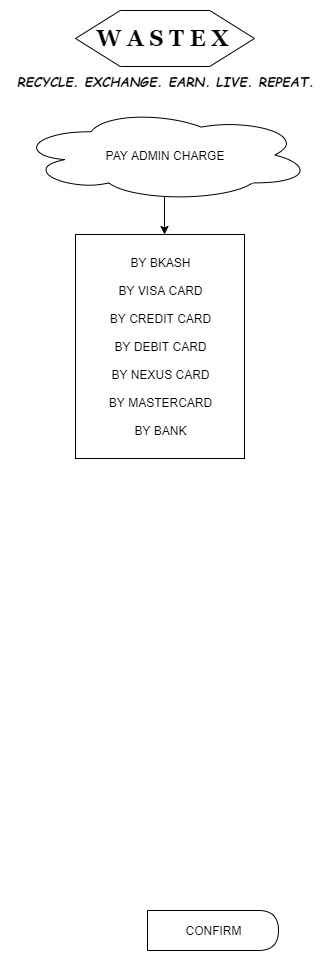 WASTEX
RECYCLE. EXCHANGE. EARN. LIVE. REPEAT.
PAY ADMIN CHARGE
BY BKASH
BY VISA CARD
BY CREDIT CARD
BY DEBIT CARD
BY NEXUS CARD
BY MASTERCARD
BY BANK
CONFIRM